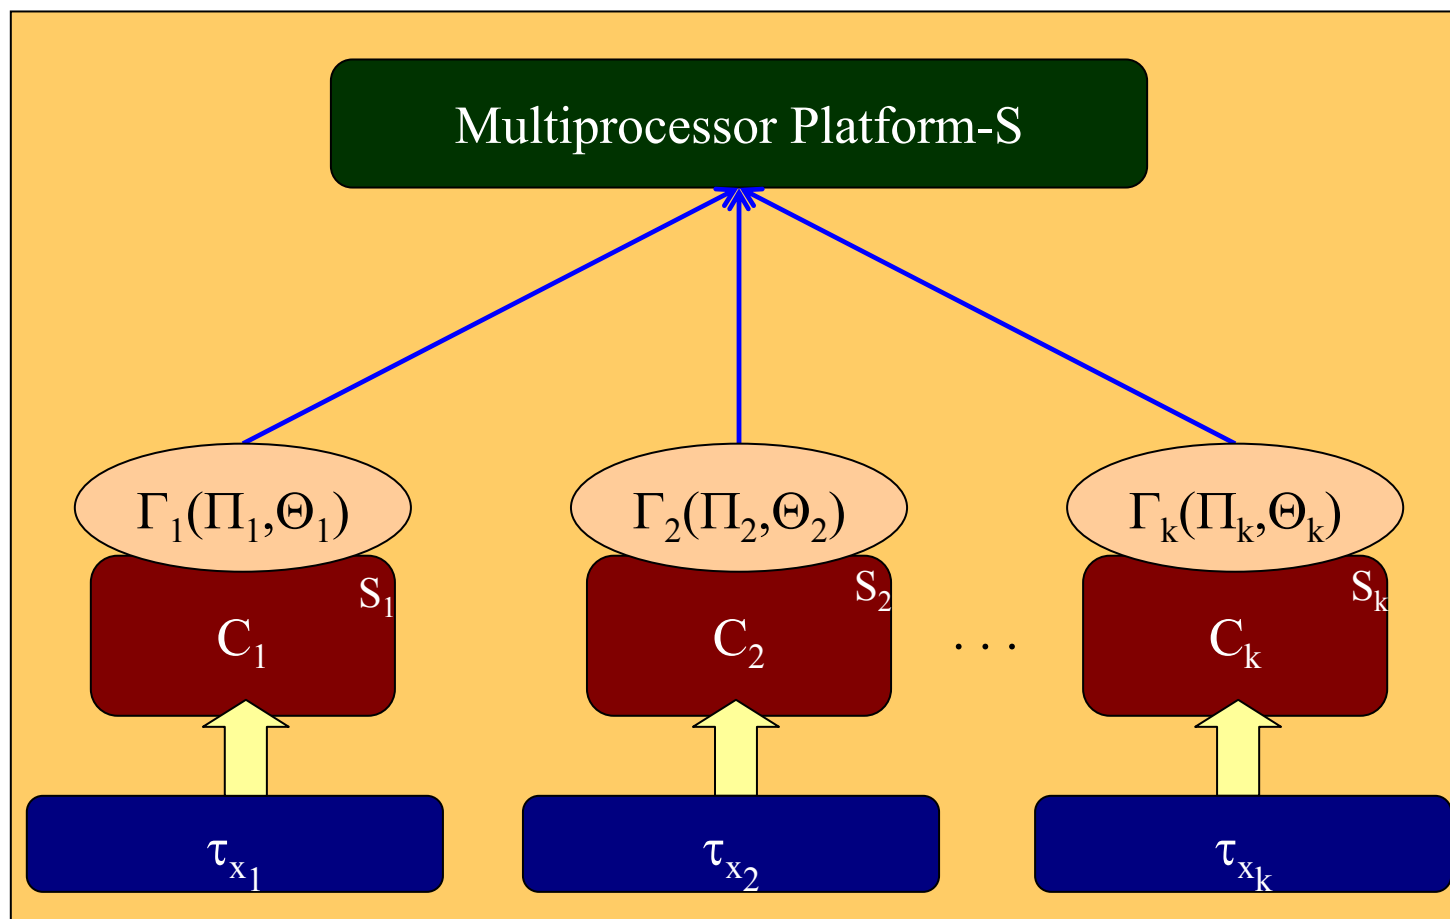 Multiprocessor Platform-S
Γ₁(Π₁,Θ₁) Γ₂(Π₂,Θ₂) Γₖ(Πₖ,Θₖ)
S₁ S₂ Sₖ
C₁ C₂ . . . Cₖ
τₓ₁ τₓ₂ τₓₖ